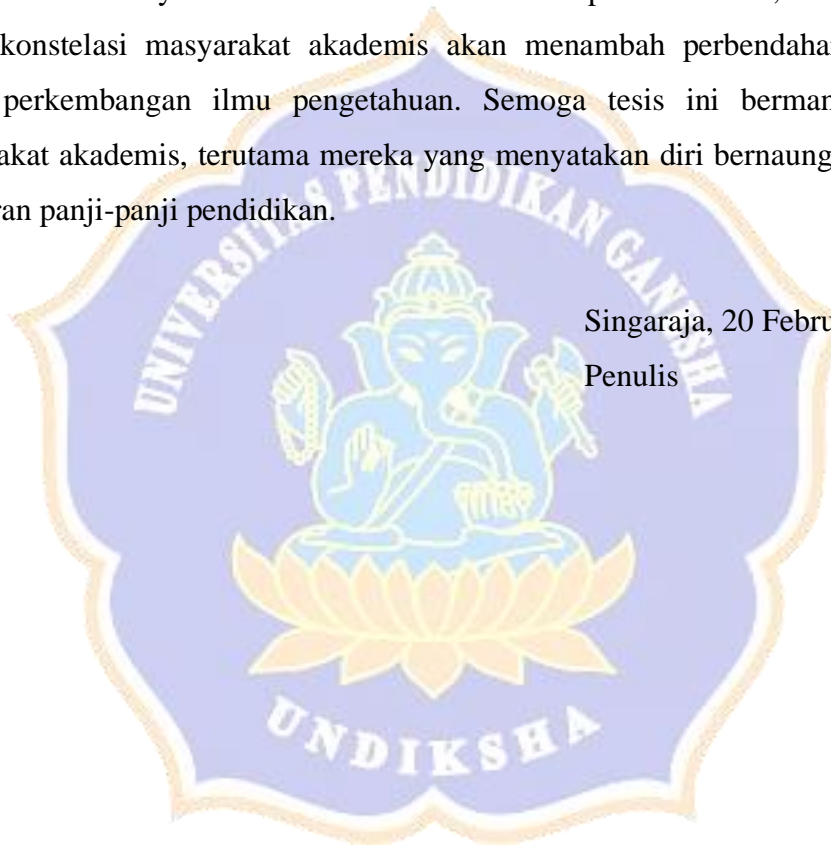 konstelasi masyarakat akademis akan menambah perbendahar
perkembangan ilmu pengetahuan. Semoga tesis ini berman
akat akademis, terutama mereka yang menyatakan diri bernaung
ran panji-panji pendidikan.
UNIVERSITAS PENDIDIKAN GANESHA
Singaraja, 20 Febru
Penulis
UNDIKSHA